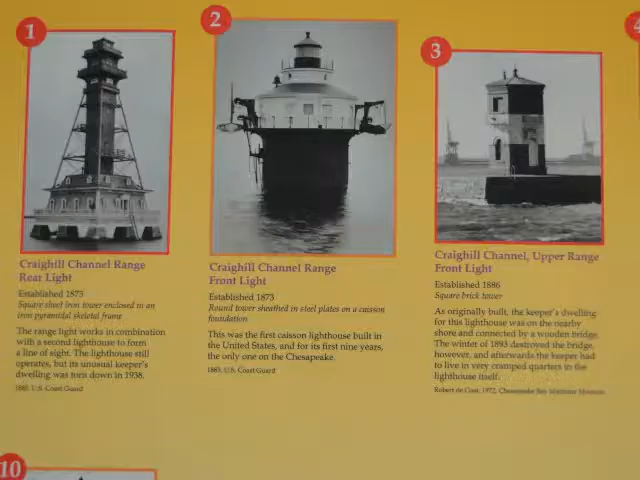 1
Craighill Channel Range
Rear Light
Established 1873
Square sheet iron tower enclosed in an
iron pyramidal skeletal frame
The range light works in combination
with a second lighthouse to form
a line of sight. The lighthouse still
operates, but its unusual keeper's
dwelling was torn down in 1938.
1885, U.S. Coast Guard
2
Craighill Channel Range
Front Light
Established 1873
Round tower sheathed in steel plates on a caisson
foundation
This was the first caisson lighthouse built in
the United States, and for its first nine years,
the only one on the Chesapeake.
1885, U.S. Coast Guard
3
Craighill Channel, Upper Range
Front Light
Established 1886
Square brick tower
As originally built, the keeper's dwelling
for this lighthouse was on the nearby
shore and connected by a wooden bridge.
The winter of 1893 destroyed the bridge,
however, and afterwards the keeper had
to live in very cramped quarters in the
lighthouse itself.
Robert de Gast, 1972, Chesapeake Bay Maritime Museum
4
10